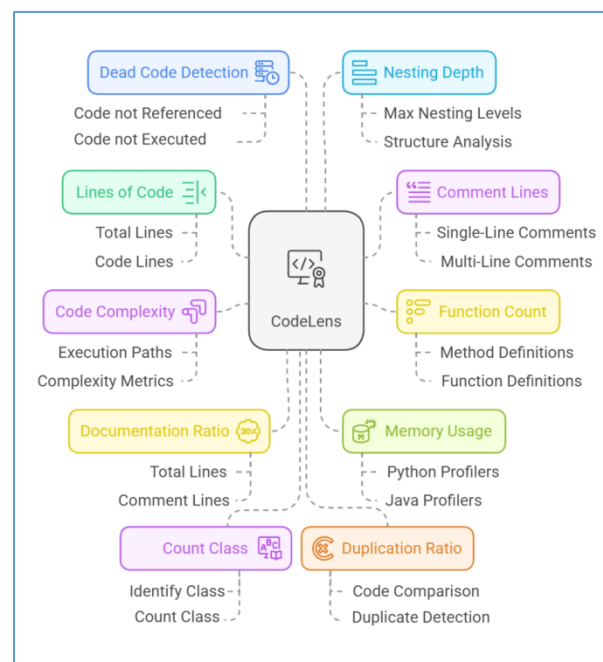 Dead Code Detection
Code not Referenced
Code not Executed
Nesting Depth
Max Nesting Levels
Structure Analysis
Lines of Code
Total Lines
Code Lines
Comment Lines
Single-Line Comments
Multi-Line Comments
</>
CodeLens
Code Complexity
Execution Paths
Complexity Metrics
Function Count
Method Definitions
Function Definitions
Documentation Ratio 30%
Total Lines
Comment Lines
M Memory Usage
Python Profilers
Java Profilers
Count Class ABC
Identify Class
Count Class
Duplication Ratio
Code Comparison
Duplicate Detection